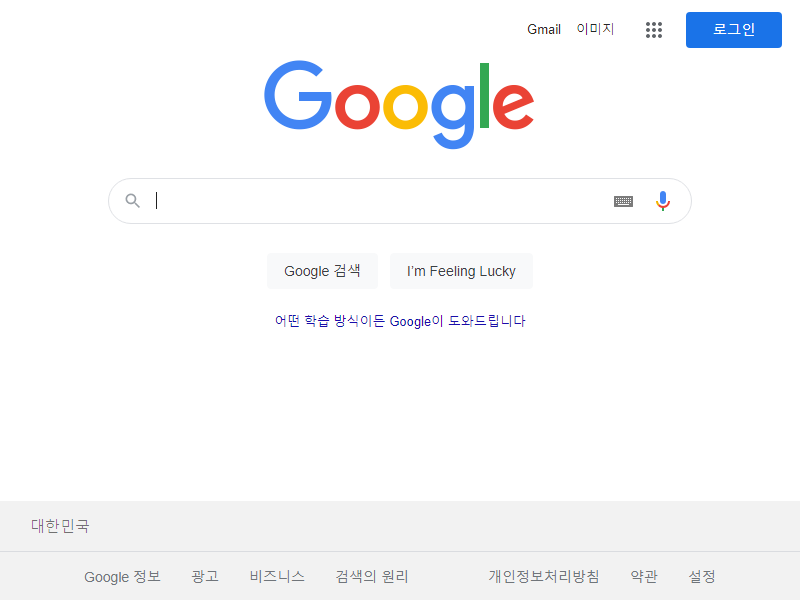 Gmail 이미지 로그인
Google
Google 검색 I'm Feeling Lucky
어떤 학습 방식이든 Google이 도와드립니다
대한민국
Google 정보 광고 비즈니스 검색의 원리 개인정보처리방침 약관 설정